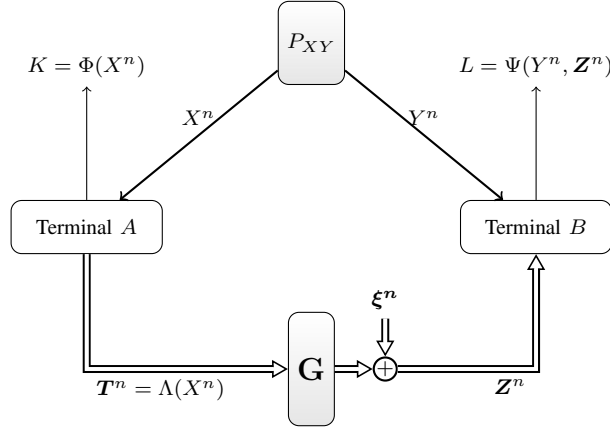 P_{XY}
K = Φ(X^n)
L = Ψ(Y^n, Z^n)
X^n
Y^n
Terminal A
Terminal B
ξ^n
G
+
T^n = Λ(X^n)
Z^n